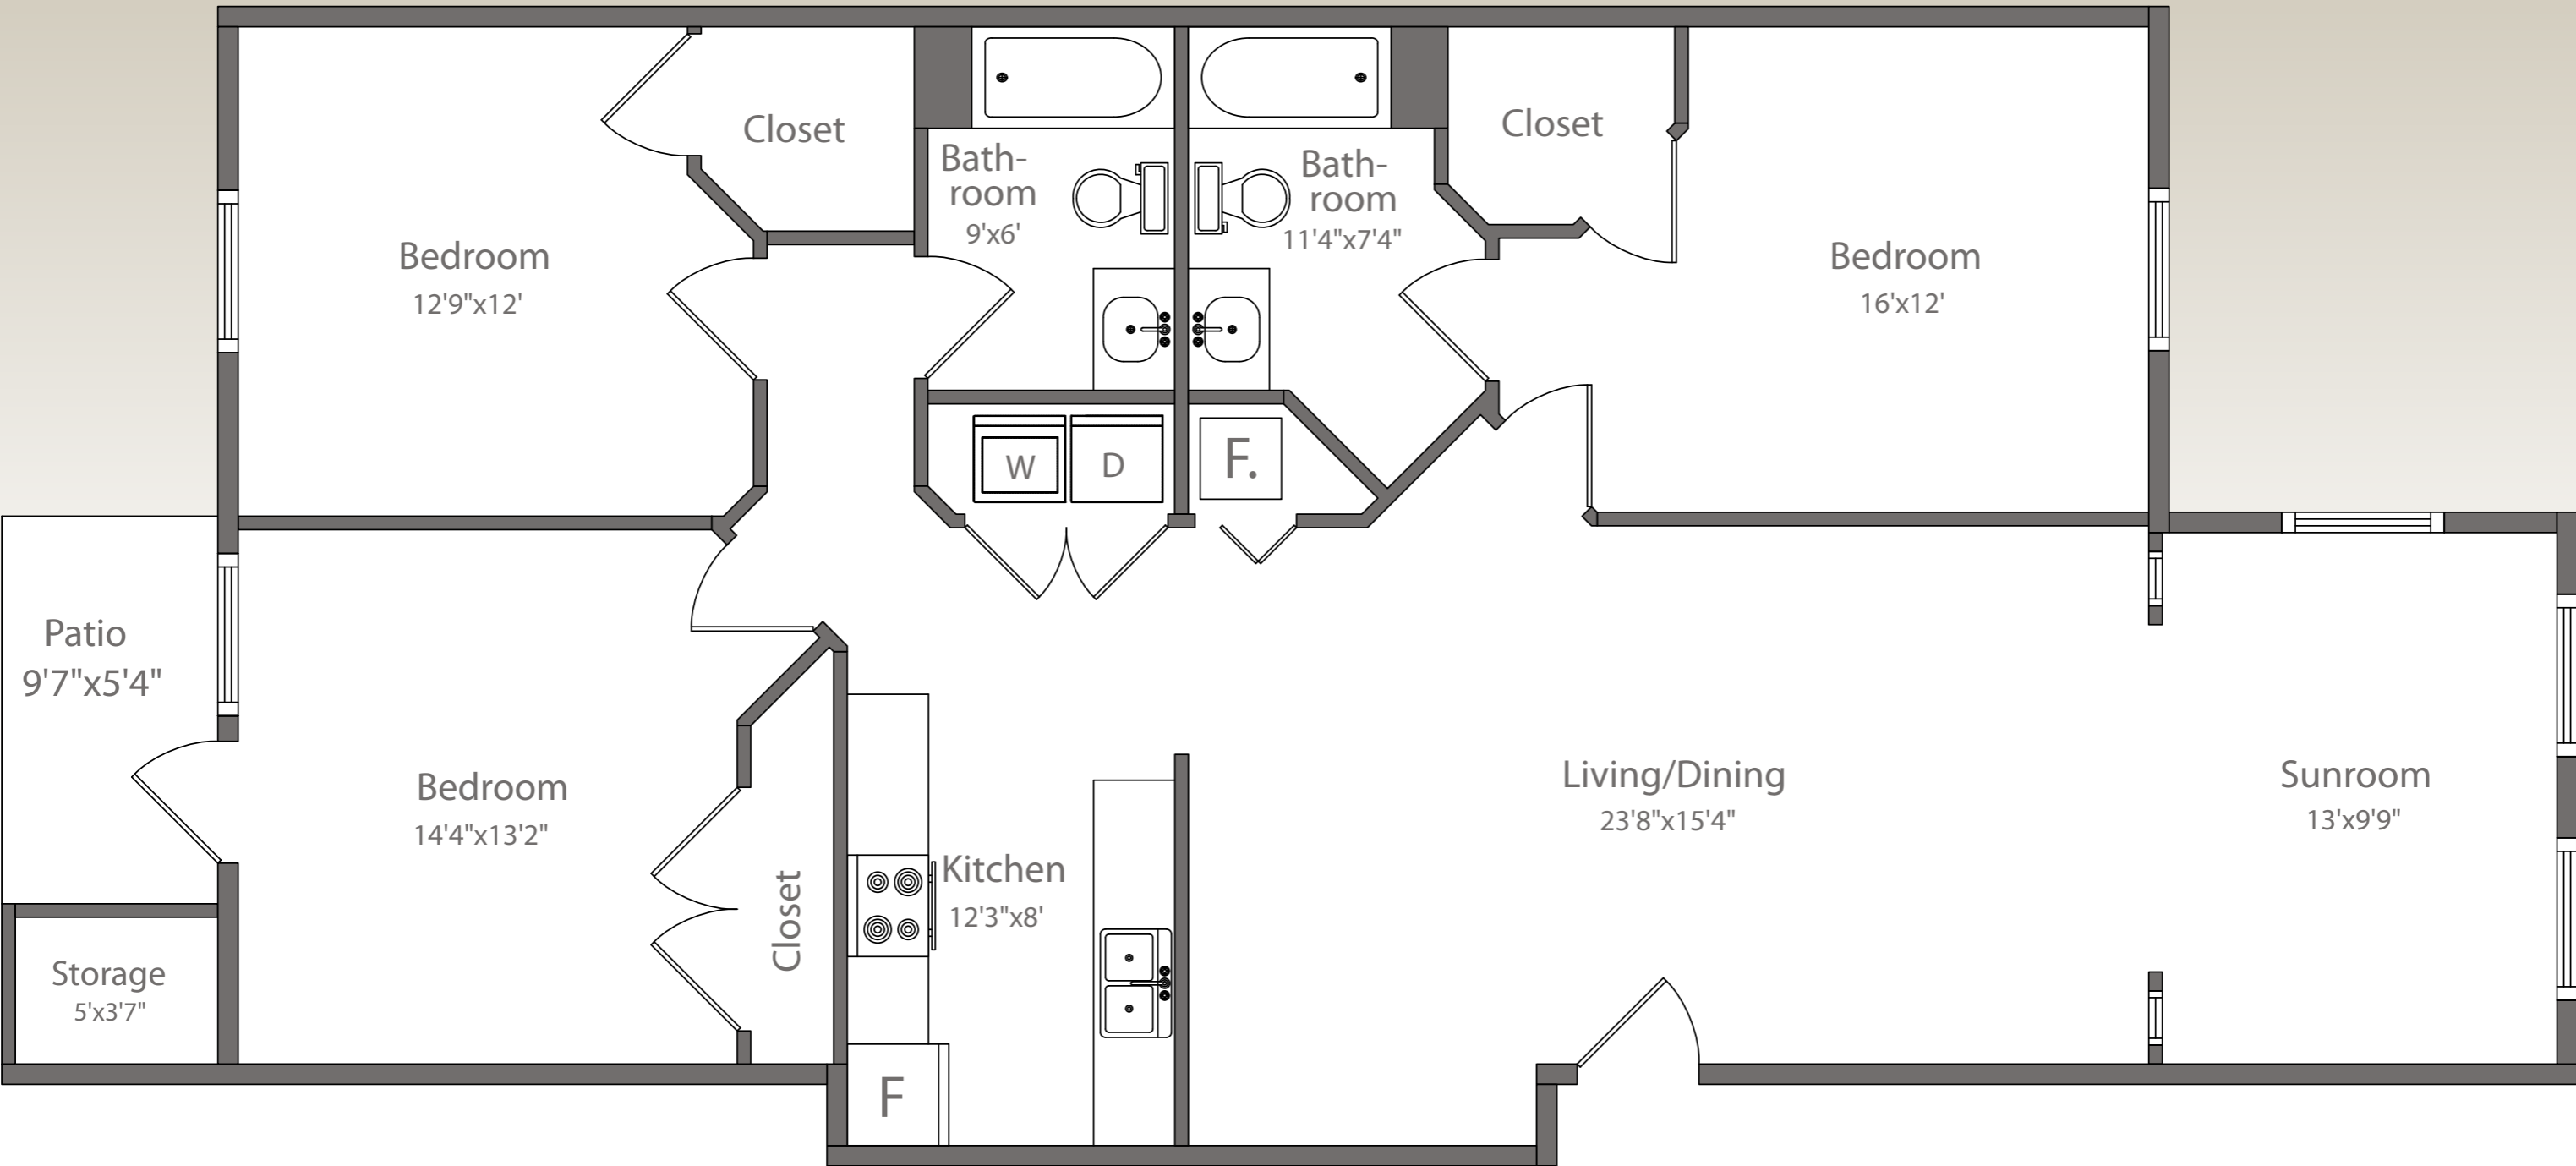 Closet
Closet
Bath-
room
9'x6'
Bath-
room
11'4"x7'4"
Bedroom
12'9"x12'
Bedroom
16'x12'
W
D
F.
Patio
9'7"x5'4"
Bedroom
14'4"x13'2"
Closet
Kitchen
12'3"x8'
Living/Dining
23'8"x15'4"
Sunroom
13'x9'9"
Storage
5'x3'7"
F